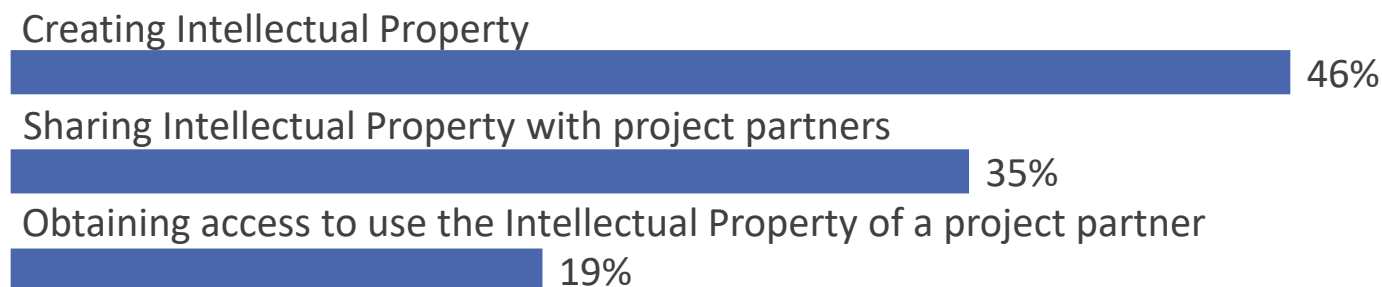 Creating Intellectual Property
46%
Sharing Intellectual Property with project partners
35%
Obtaining access to use the Intellectual Property of a project partner
19%